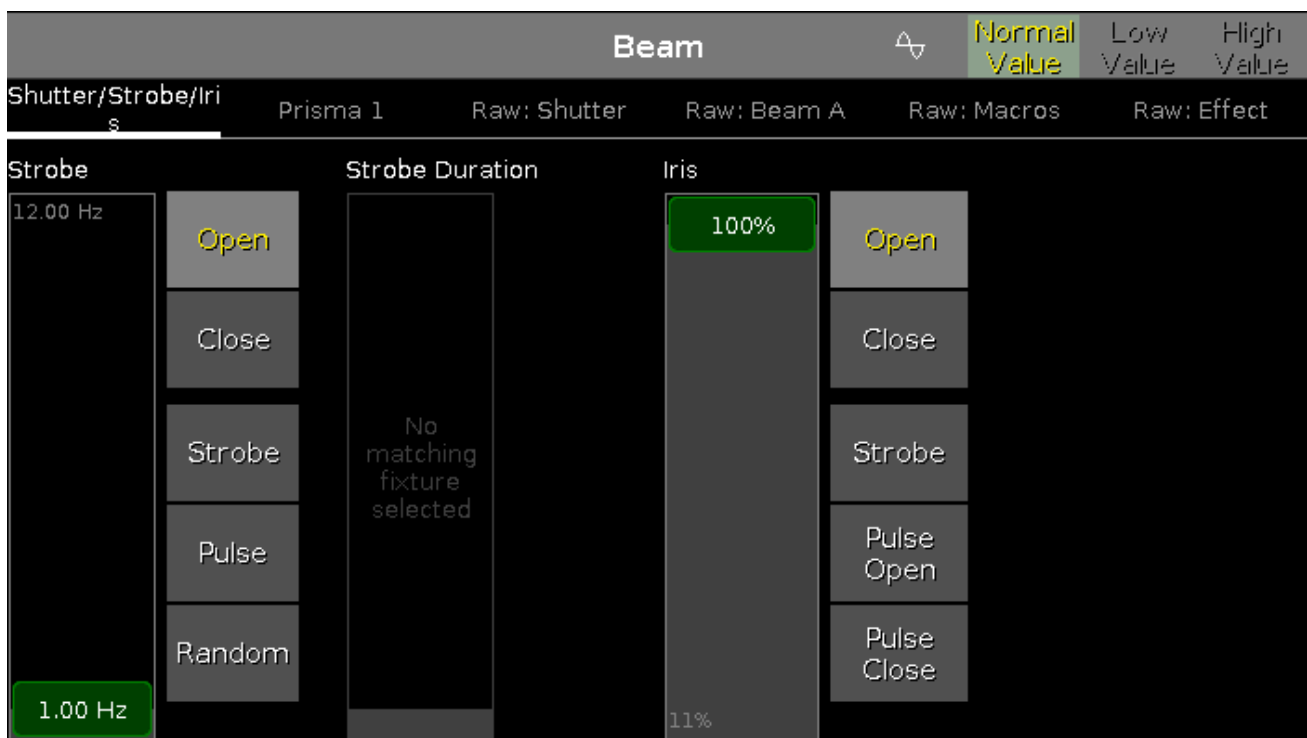 Beam
Normal
Value
Low
Value
High
Value
Shutter/Strobe/Iri
s
Prisma 1
Raw: Shutter
Raw: Beam A
Raw: Macros
Raw: Effect
Strobe
12.00 Hz
1.00 Hz
Open
Close
Strobe
Pulse
Random
Strobe Duration
No
matching
fixture
selected
Iris
100%
11%
Open
Close
Strobe
Pulse
Open
Pulse
Close